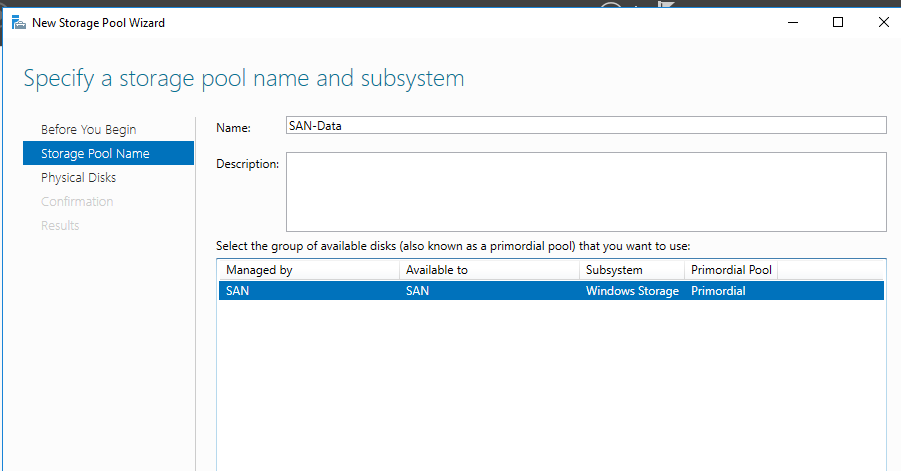 New Storage Pool Wizard
Specify a storage pool name and subsystem
Before You Begin
Storage Pool Name
Physical Disks
Confirmation
Results
Name: SAN-Data
Description:
Select the group of available disks (also known as a primordial pool) that you want to use:
Managed by Available to Subsystem Primordial Pool
SAN SAN Windows Storage Primordial